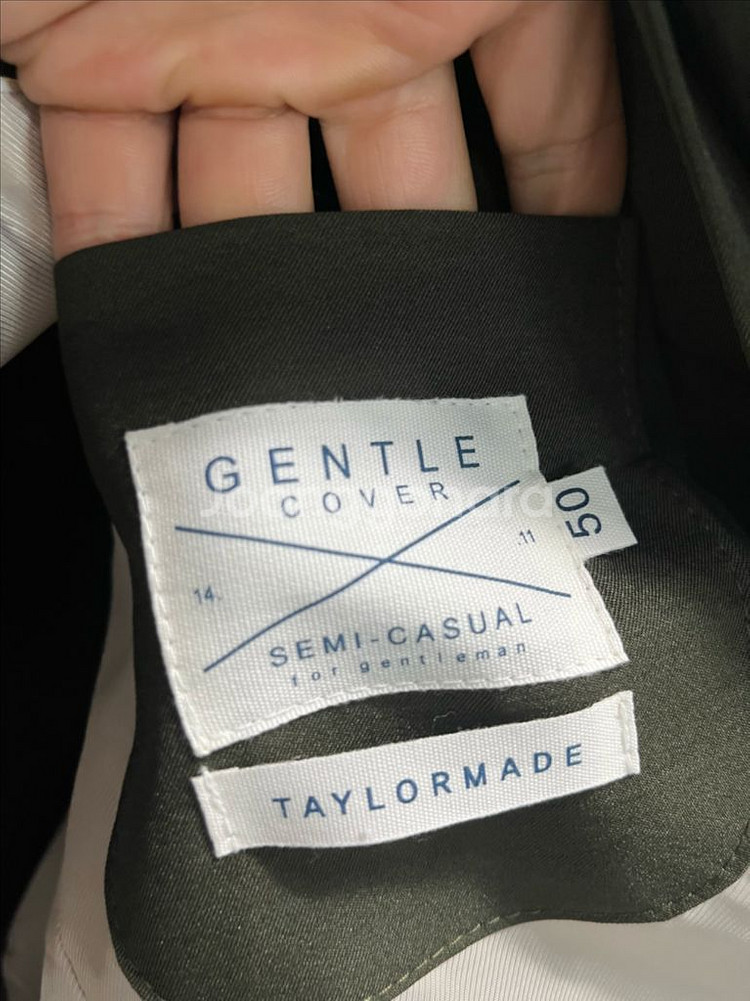 GENTLE
COVER
50
.11
14.
SEMI-CASUAL
for gentleman
TAYLORMADE